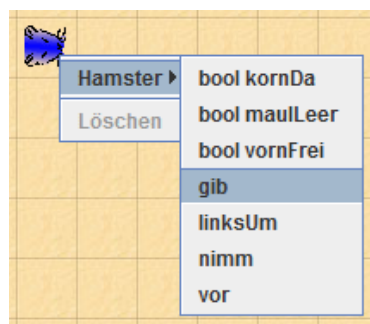 Hamster
Löschen
bool kornDa
bool maulLeer
bool vornFrei
gib
linksUm
nimm
vor